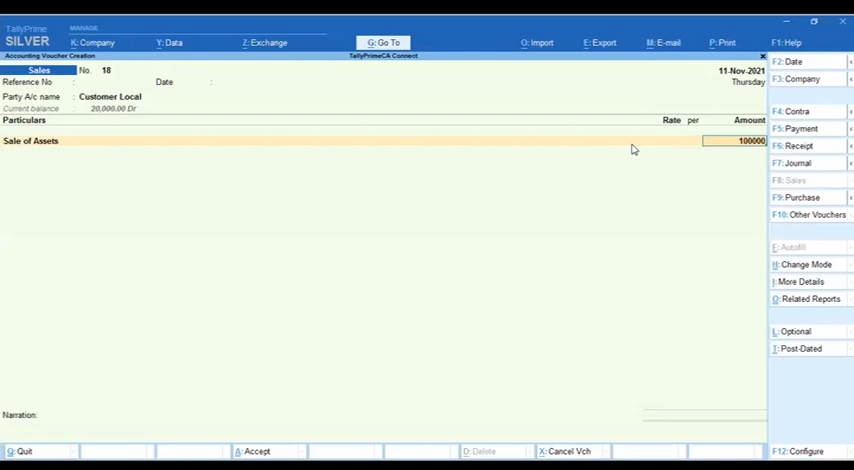 TallyPrime
SILVER
MANAGE
K: Company
Y: Data
Z: Exchange
G: Go To
O: Import
E: Export
M: E-mail
P: Print
F1: Help
Accounting Voucher Creation
TallyPrimeCA Connect
Sales No. 18
11-Nov-2021
Reference No : Date :
Thursday
Party A/c name : Customer Local
Current balance : 20,000.00 Dr
Particulars Rate per Amount
Sale of Assets 100000
Narration:
F2: Date
F3: Company
F4: Contra
F5: Payment
F6: Receipt
F7: Journal
F8: Sales
F9: Purchase
F10: Other Vouchers
E: Autofill
H: Change Mode
I: More Details
O: Related Reports
L: Optional
T: Post-Dated
Q: Quit
A: Accept
D: Delete
X: Cancel Vch
F12: Configure